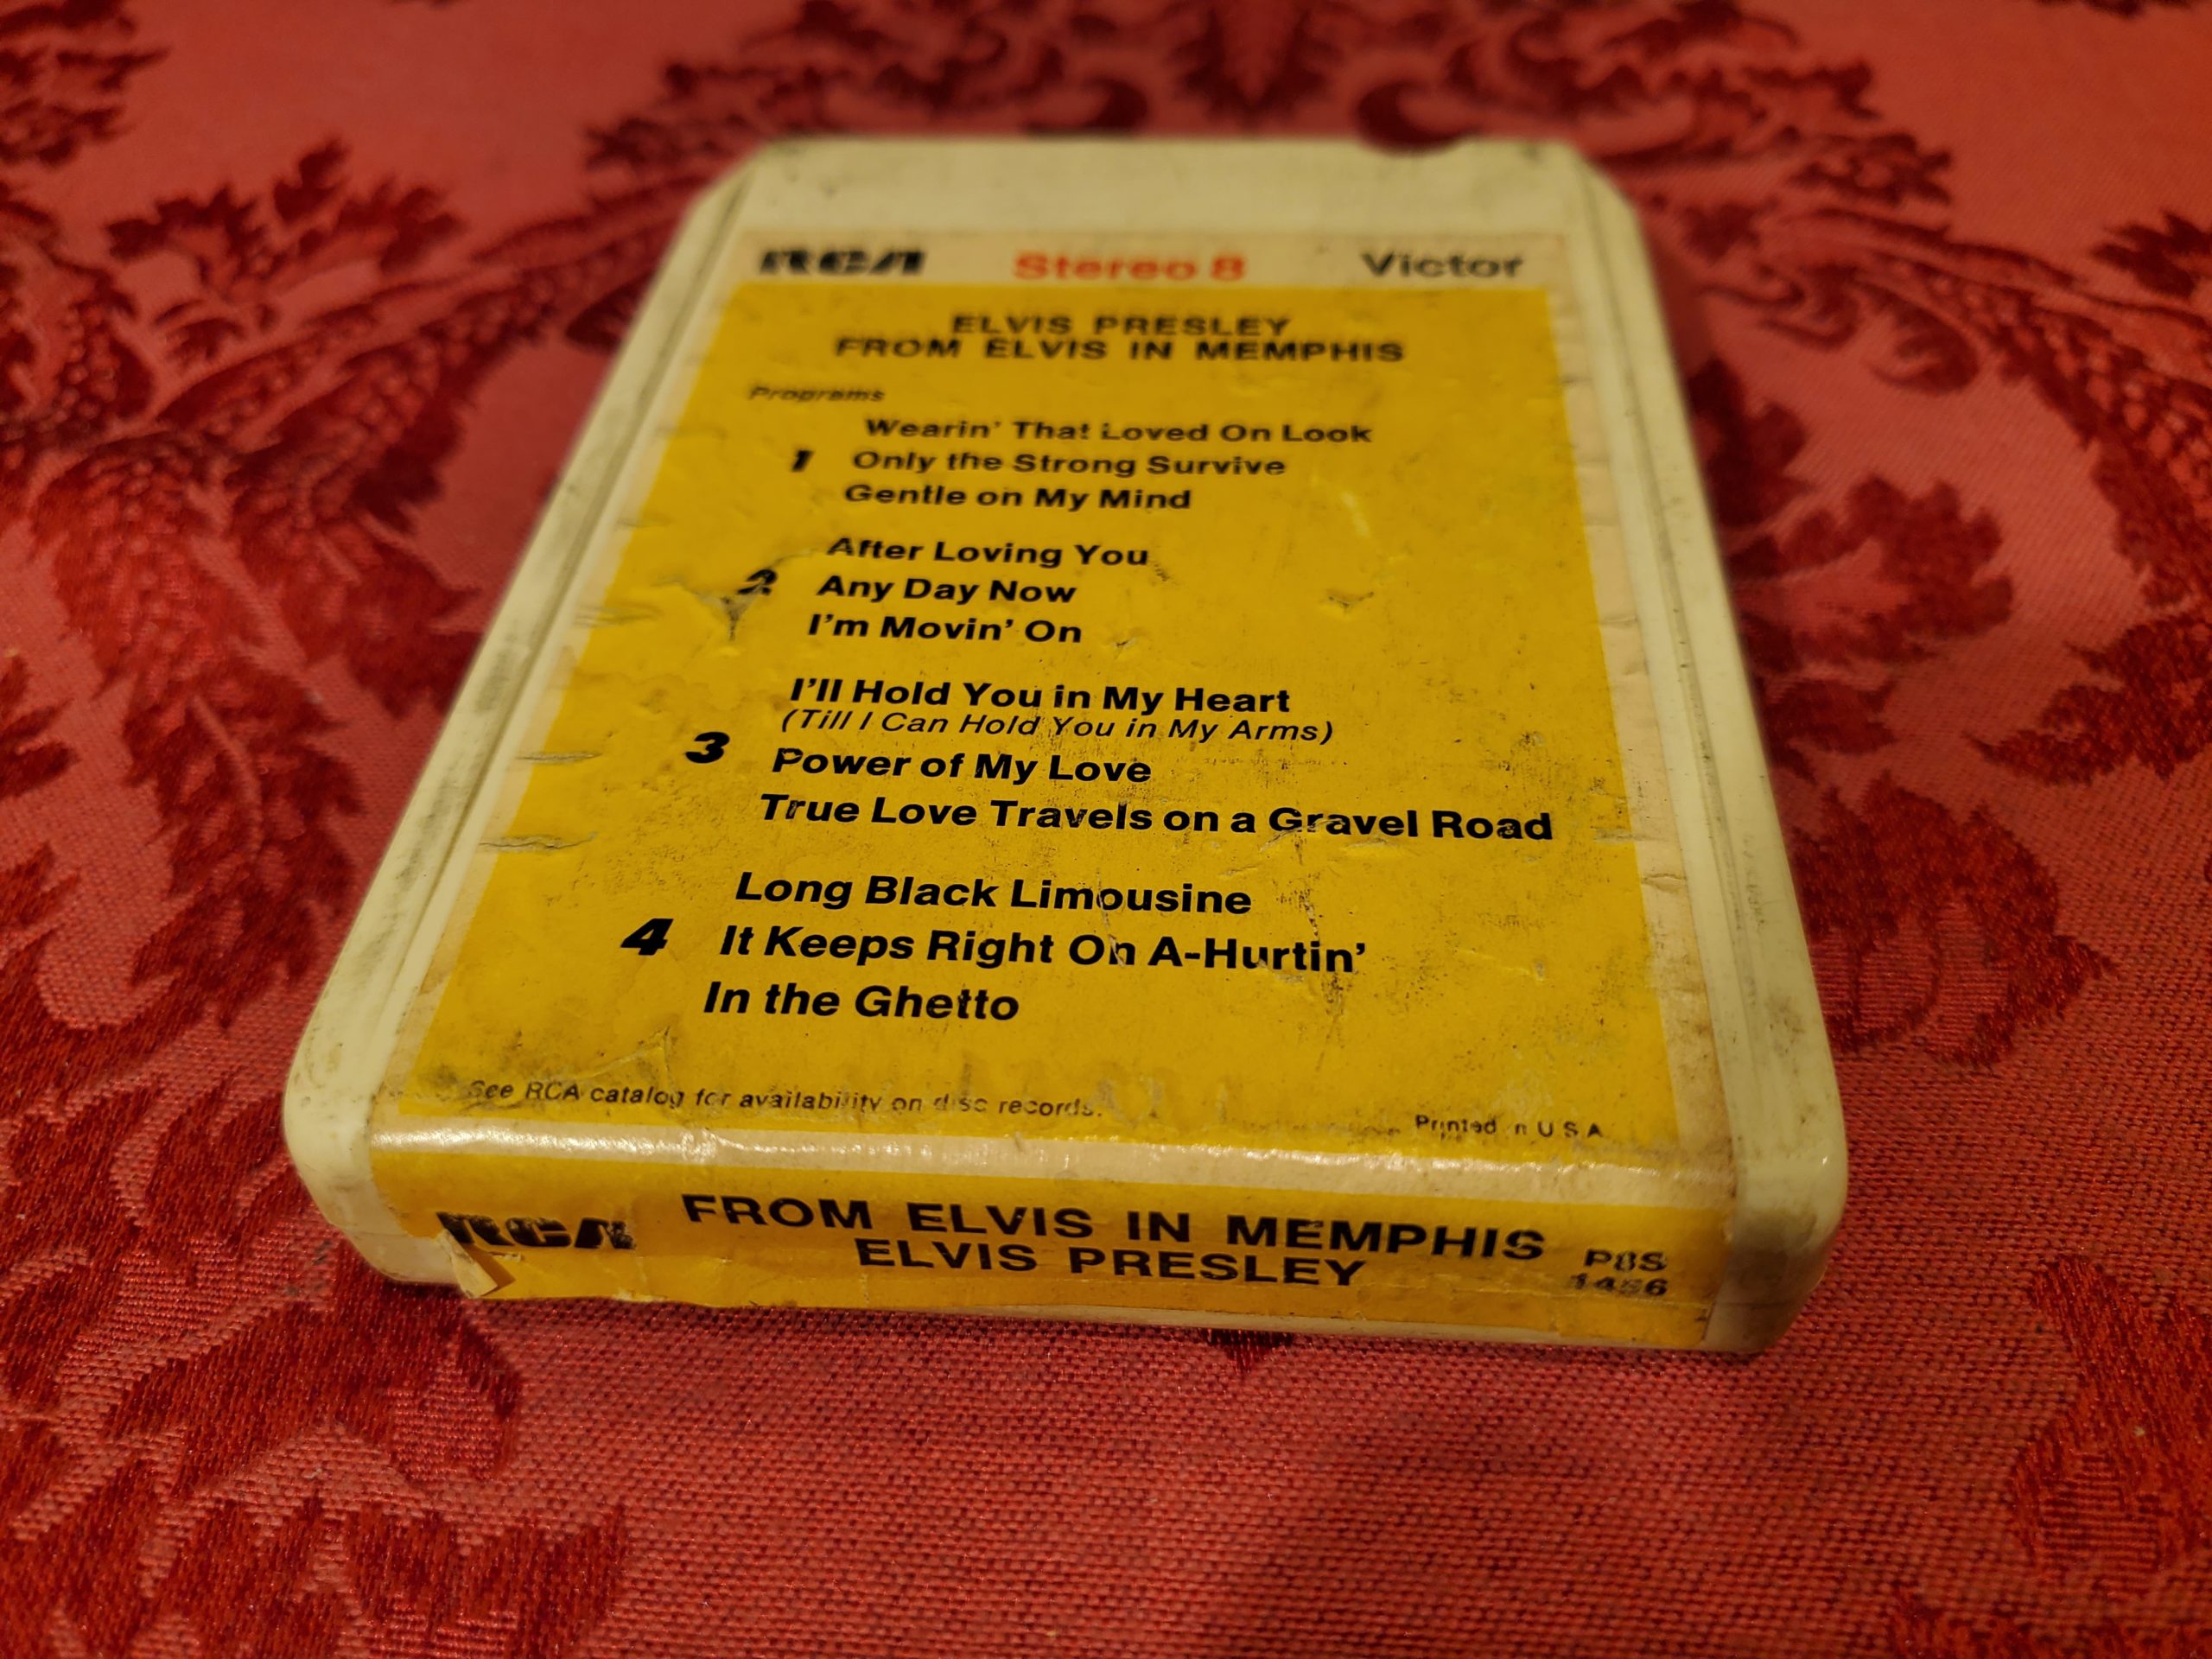 RCA Stereo 8 Victor
ELVIS PRESLEY
FROM ELVIS IN MEMPHIS
Programs
Wearin' That Loved On Look
1 Only the Strong Survive
Gentle on My Mind
After Loving You
2 Any Day Now
I'm Movin' On
I'll Hold You in My Heart
(Till I Can Hold You in My Arms)
3 Power of My Love
True Love Travels on a Gravel Road
Long Black Limousine
4 It Keeps Right On A-Hurtin'
In the Ghetto
See RCA catalog for availability on disc records.
Printed in U S A
RCA FROM ELVIS IN MEMPHIS
ELVIS PRESLEY
P8S
1456